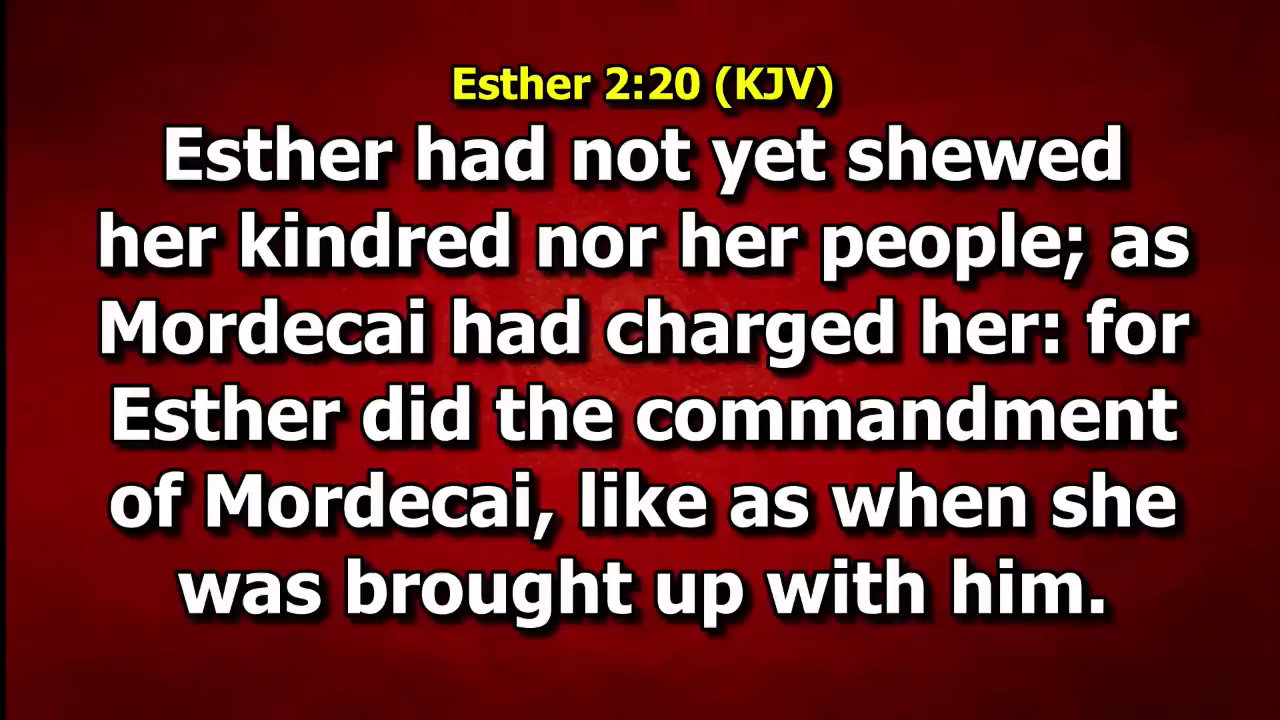 Esther 2:20 (KJV)
Esther had not yet shewed
her kindred nor her people; as
Mordecai had charged her: for
Esther did the commandment
of Mordecai, like as when she
was brought up with him.